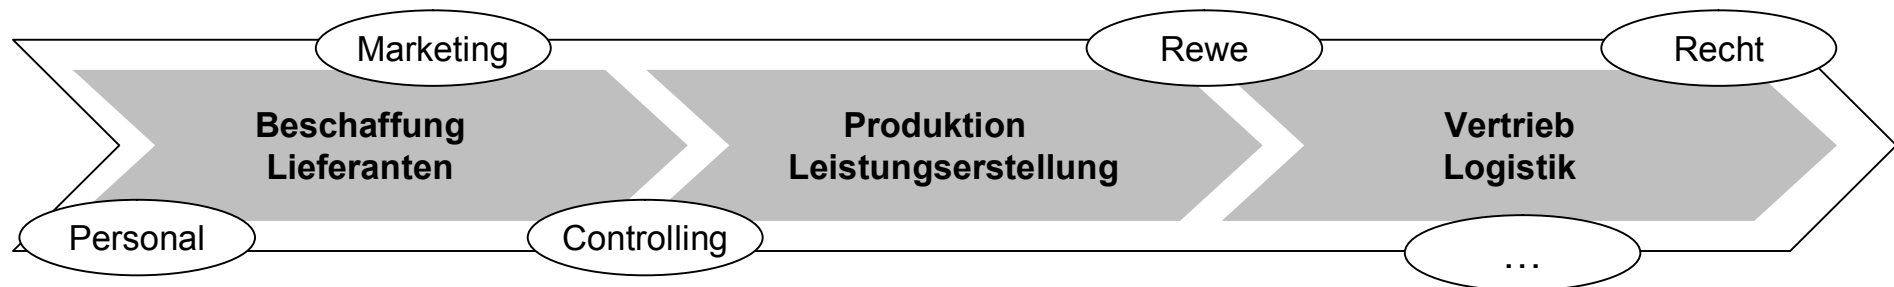 Marketing
Rewe
Recht
Beschaffung
Lieferanten
Produktion
Leistungserstellung
Vertrieb
Logistik
Personal
Controlling
…